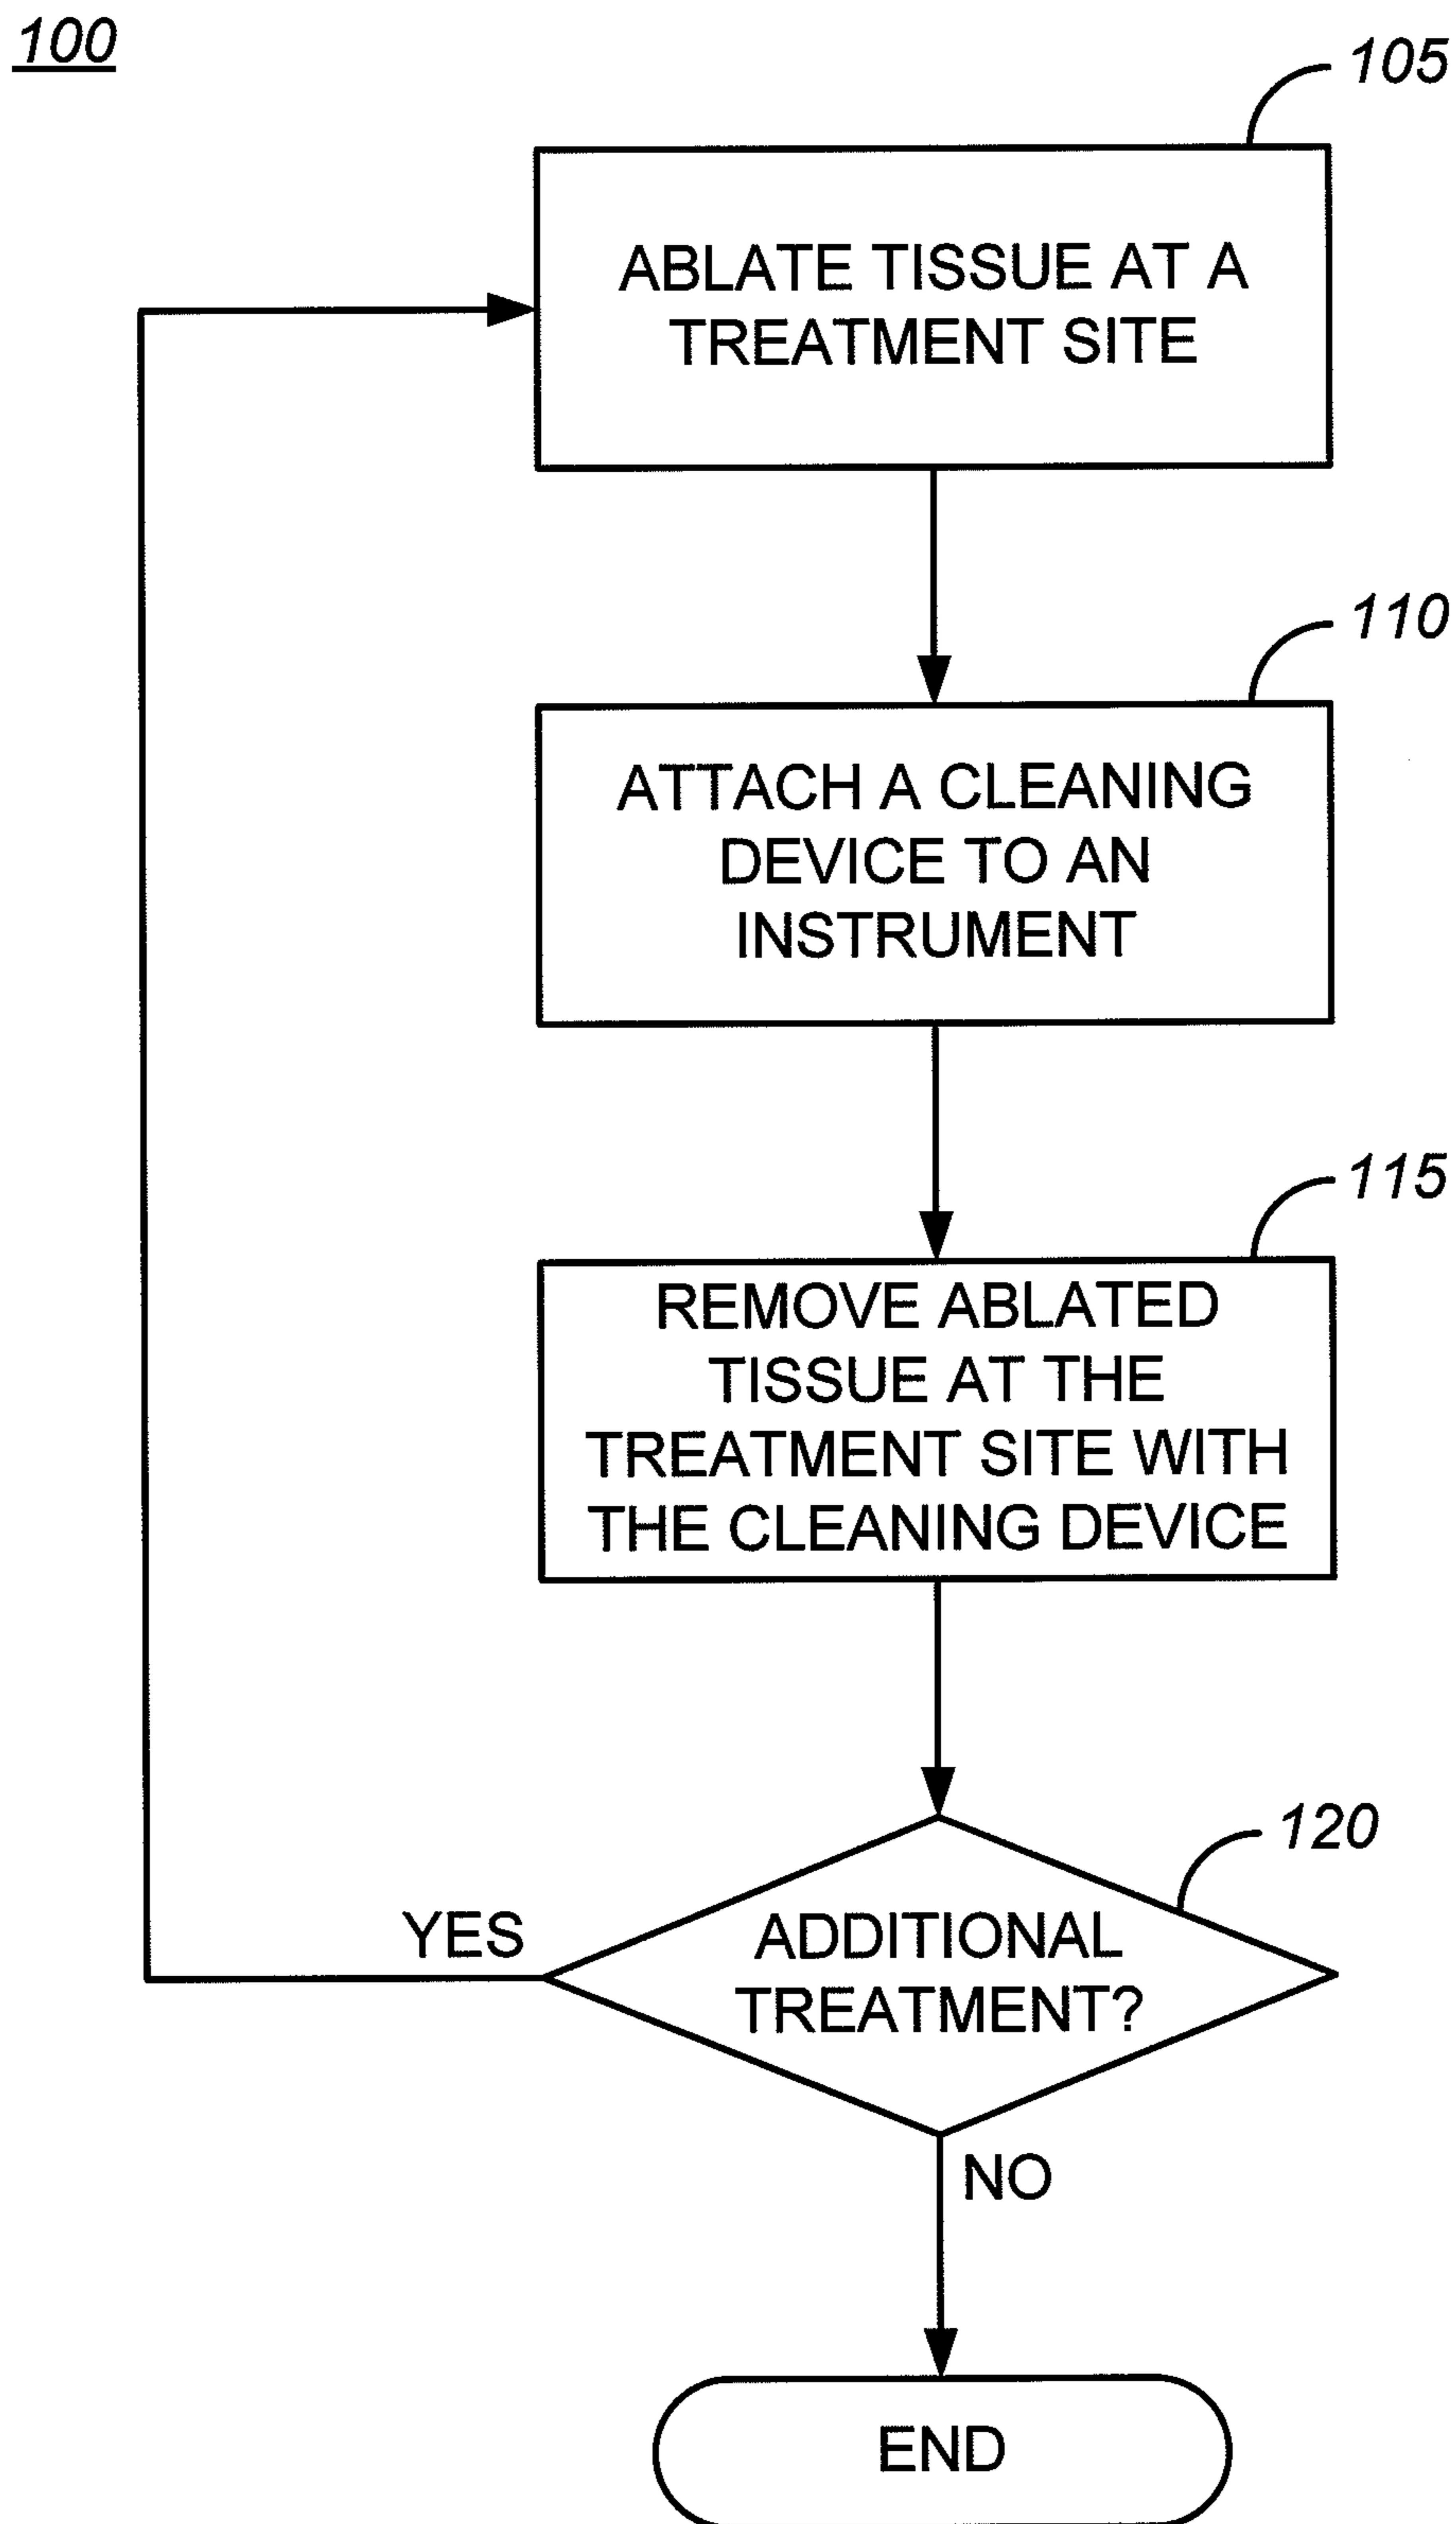 100
105
ABLATE TISSUE AT A
TREATMENT SITE
110
ATTACH A CLEANING
DEVICE TO AN
INSTRUMENT
115
REMOVE ABLATED
TISSUE AT THE
TREATMENT SITE WITH
THE CLEANING DEVICE
120
YES
ADDITIONAL
TREATMENT?
NO
END